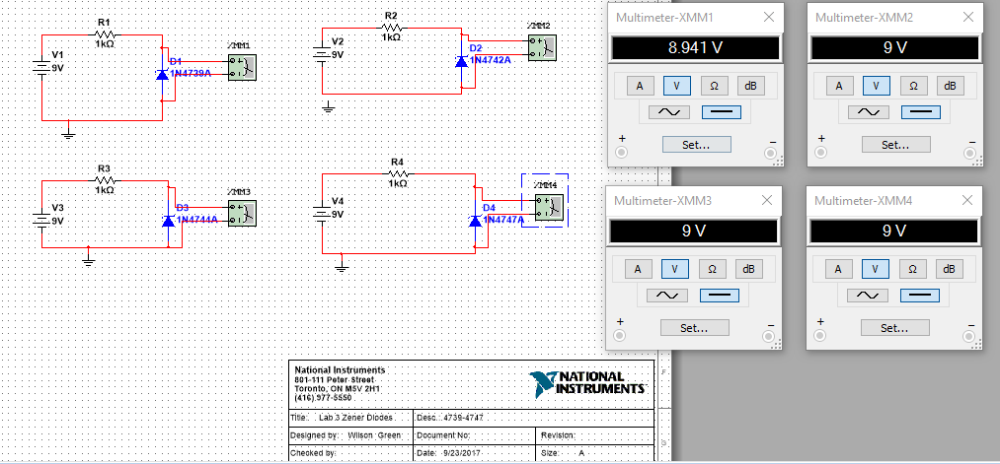 R1
1kΩ
V1
9V
D1
1N4739A
XMM1
R2
1kΩ
V2
9V
D2
1N4742A
XMM2
R3
1kΩ
V3
9V
D3
1N4744A
XMM3
R4
1kΩ
V4
9V
D4
1N4747A
XMM4
Multimeter-XMM1
8.941 V
A V Ω dB
+ Set... −
Multimeter-XMM2
9 V
A V Ω dB
+ Set... −
Multimeter-XMM3
9 V
A V Ω dB
+ Set... −
Multimeter-XMM4
9 V
A V Ω dB
+ Set... −
National Instruments
801-111 Peter Street
Toronto, ON M5V 2H1
(416) 977-5550
NATIONAL
INSTRUMENTS
Title: Lab 3 Zener Diodes Desc.: 4739-4747
Designed by: Wilson Green Document No: Revision:
Checked by: Date: 9/23/2017 Size: A
F
G